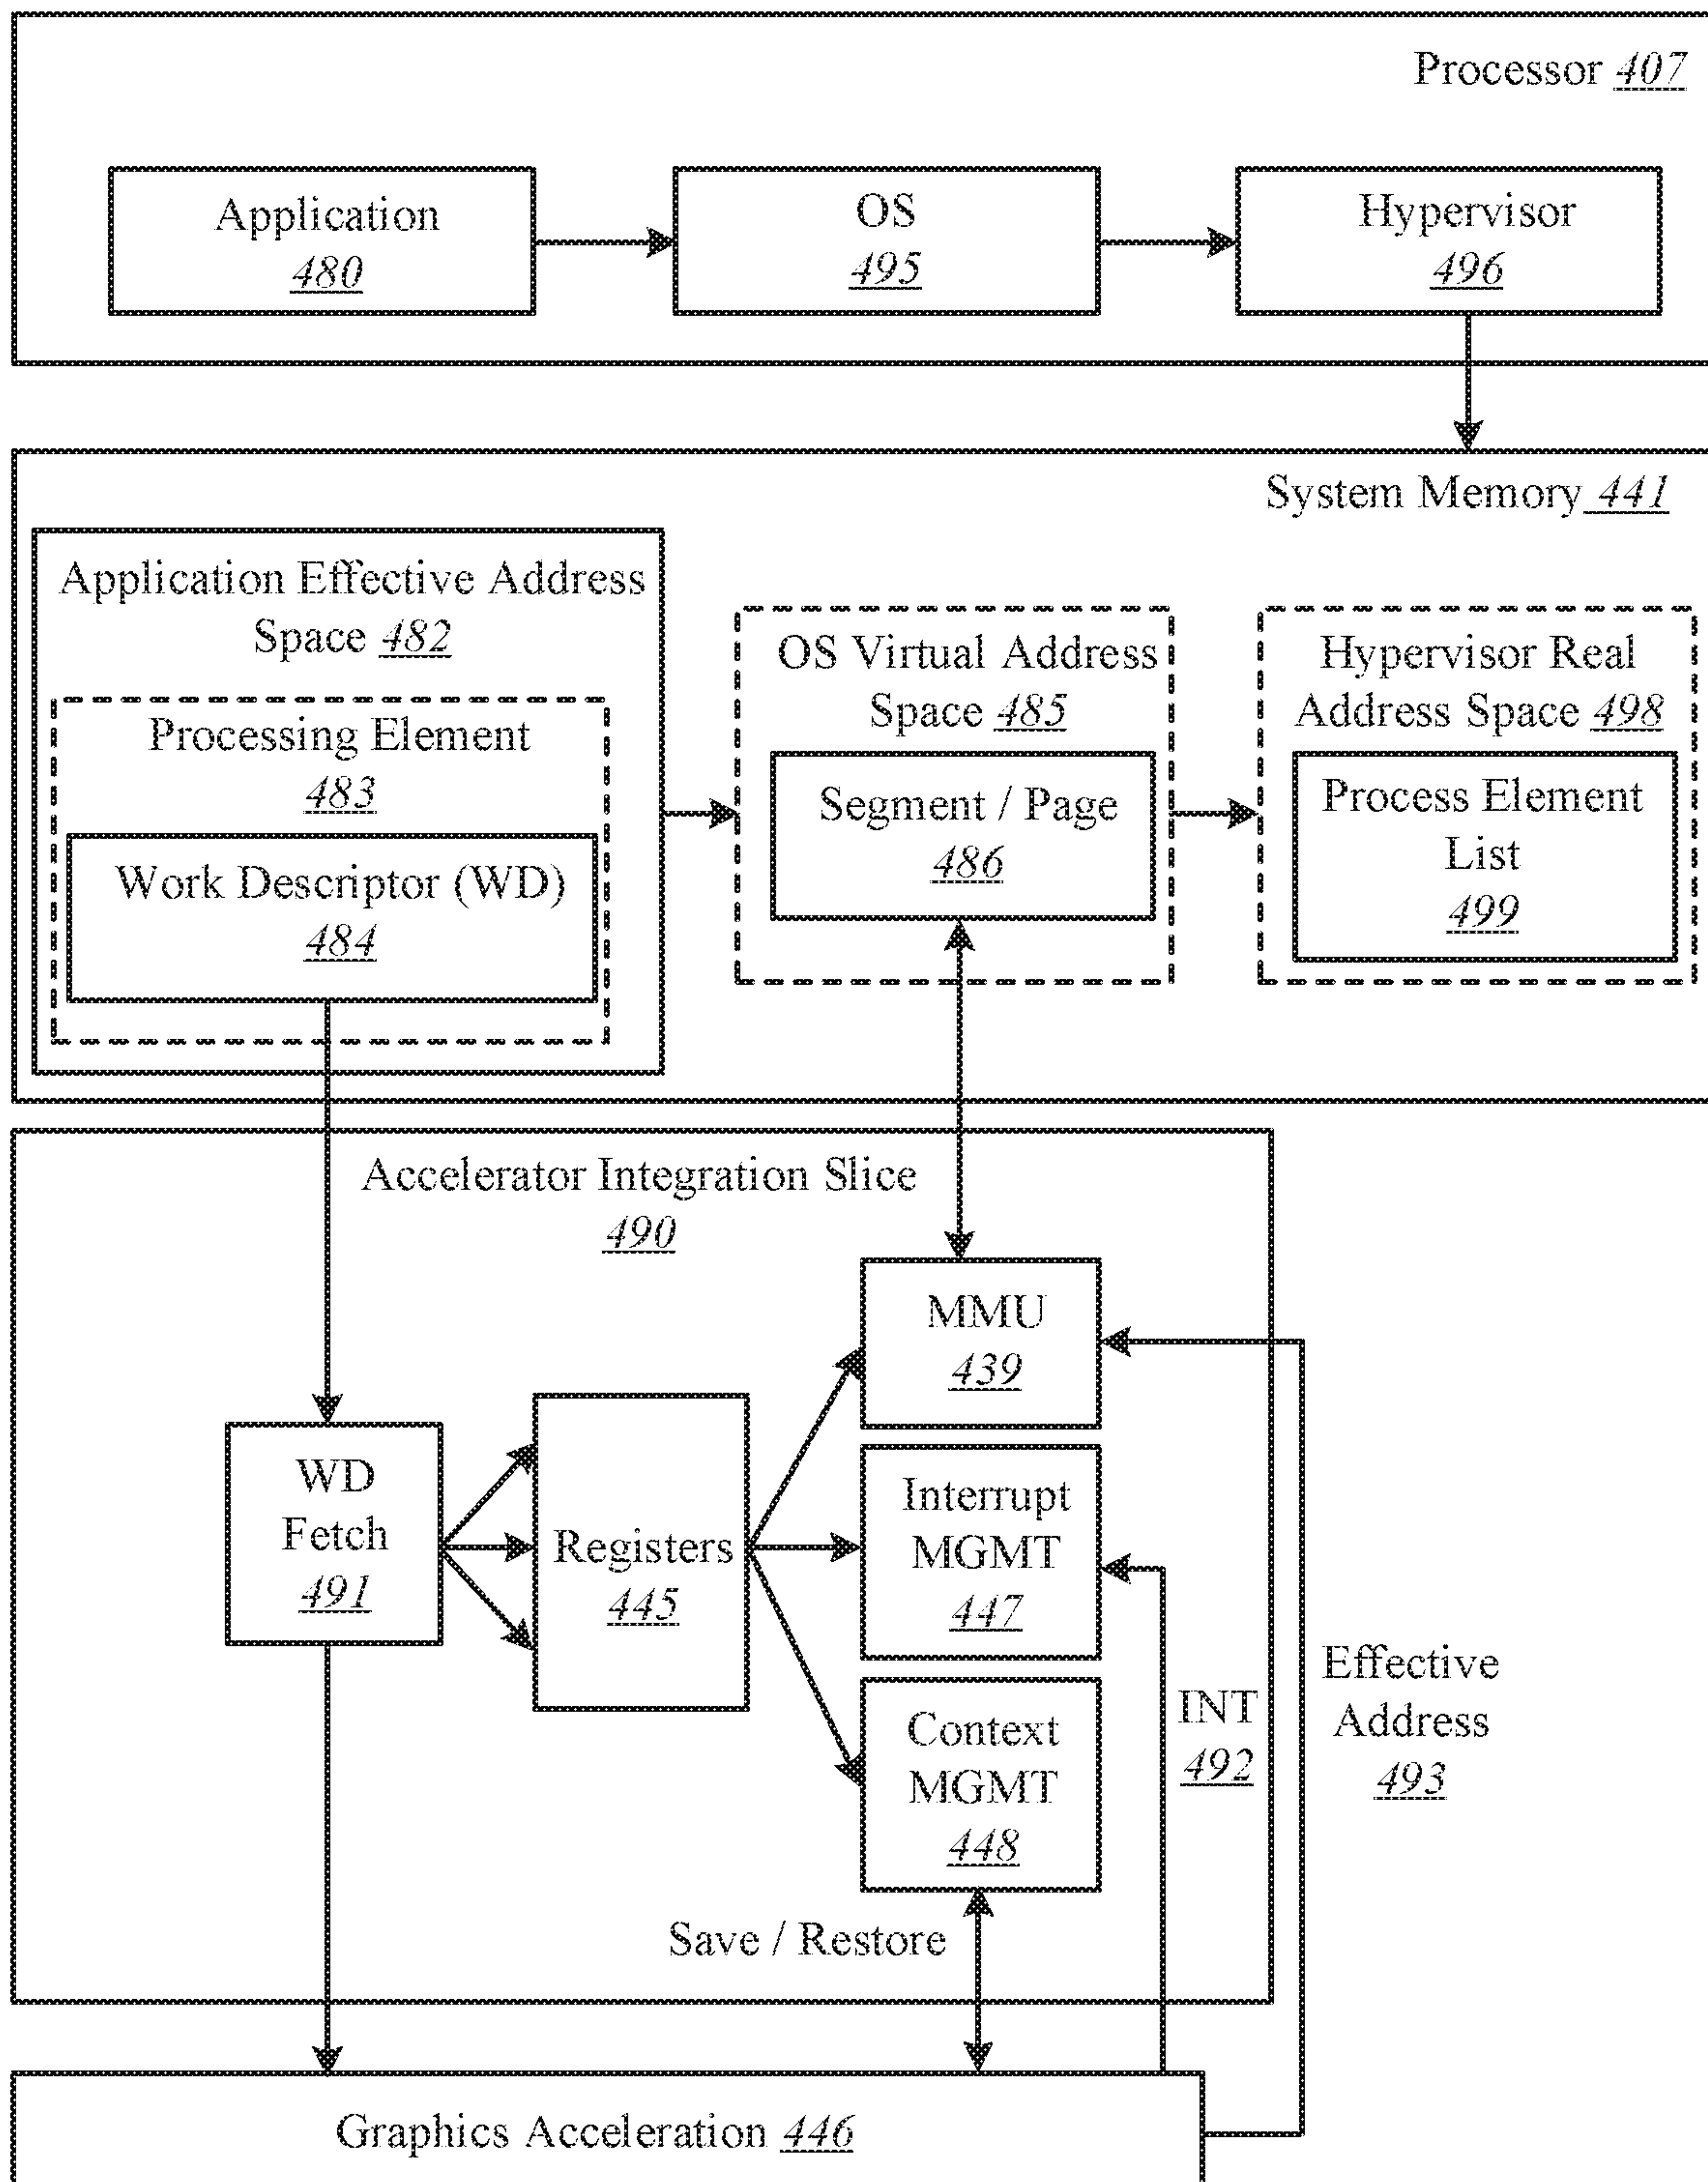 Processor 407
Application
480
OS
495
Hypervisor
496
System Memory 441
Application Effective Address
Space 482
Processing Element
483
Work Descriptor (WD)
484
OS Virtual Address
Space 485
Segment / Page
486
Hypervisor Real
Address Space 498
Process Element
List
499
Accelerator Integration Slice
490
MMU
439
WD
Fetch
491
Registers
445
Interrupt
MGMT
447
Context
MGMT
448
INT
492
Effective
Address
493
Save / Restore
Graphics Acceleration 446